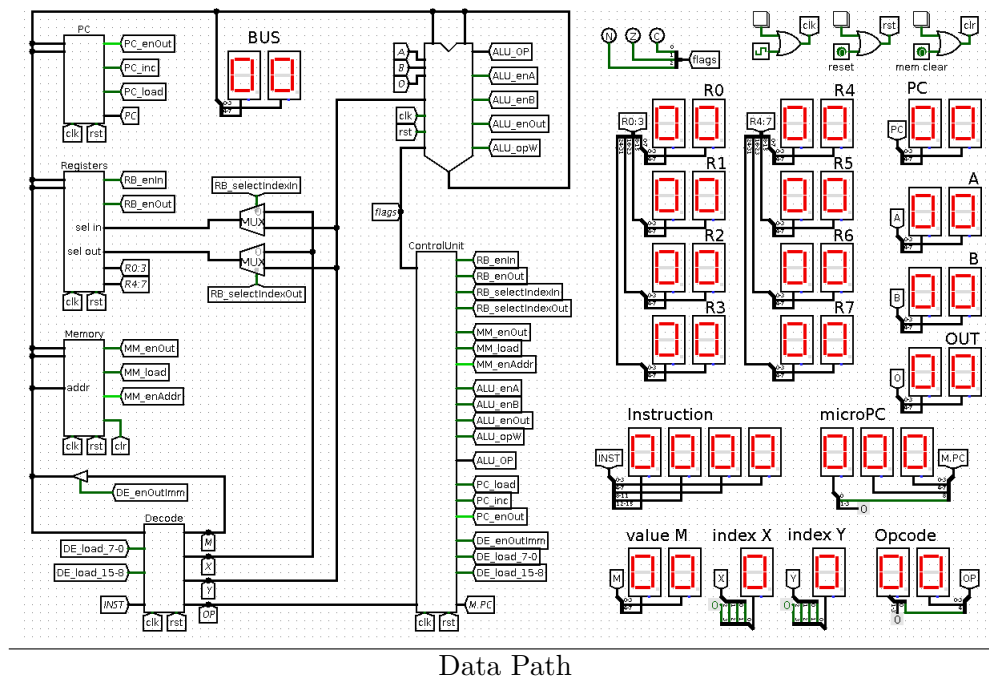 PC
PC_enOut
PC_inc
PC_load
PC
clk
rst
BUS
A
B
O
clk
rst
ALU_OP
ALU_enA
ALU_enB
ALU_enOut
ALU_opW
N
Z
C
flags
clk
reset
rst
mem clear
clr
Registers
RB_enIn
RB_enOut
sel in
sel out
R0:3
R4:7
clk
rst
RB_selectIndexIn
MUX
MUX
RB_selectIndexOut
flags
Memory
MM_enOut
MM_load
MM_enAddr
addr
clk
rst
clr
DE_enOutImm
Decode
DE_load_7-0
DE_load_15-8
INST
M
X
Y
OP
clk
rst
ControlUnit
RB_enIn
RB_enOut
RB_selectIndexIn
RB_selectIndexOut
MM_enOut
MM_load
MM_enAddr
ALU_enA
ALU_enB
ALU_enOut
ALU_opW
ALU_OP
PC_load
PC_inc
PC_enOut
DE_enOutImm
DE_load_7-0
DE_load_15-8
M.PC
clk
rst
R0
R0:3
R1
R2
R3
R4
R4:7
R5
R6
R7
PC
PC
A
A
B
B
OUT
O
Instruction
INST
microPC
M.PC
0
value M
M
index X
X
0
index Y
Y
0
Opcode
OP
0
Data Path